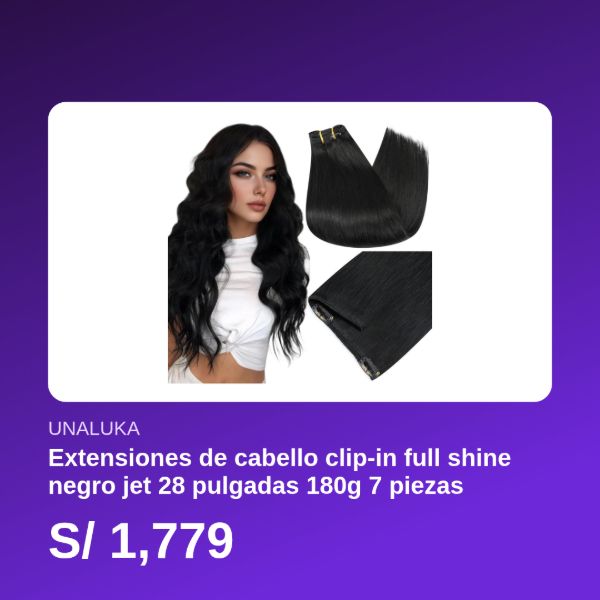 UNALUKA
Extensiones de cabello clip-in full shine
negro jet 28 pulgadas 180g 7 piezas
S/ 1,779